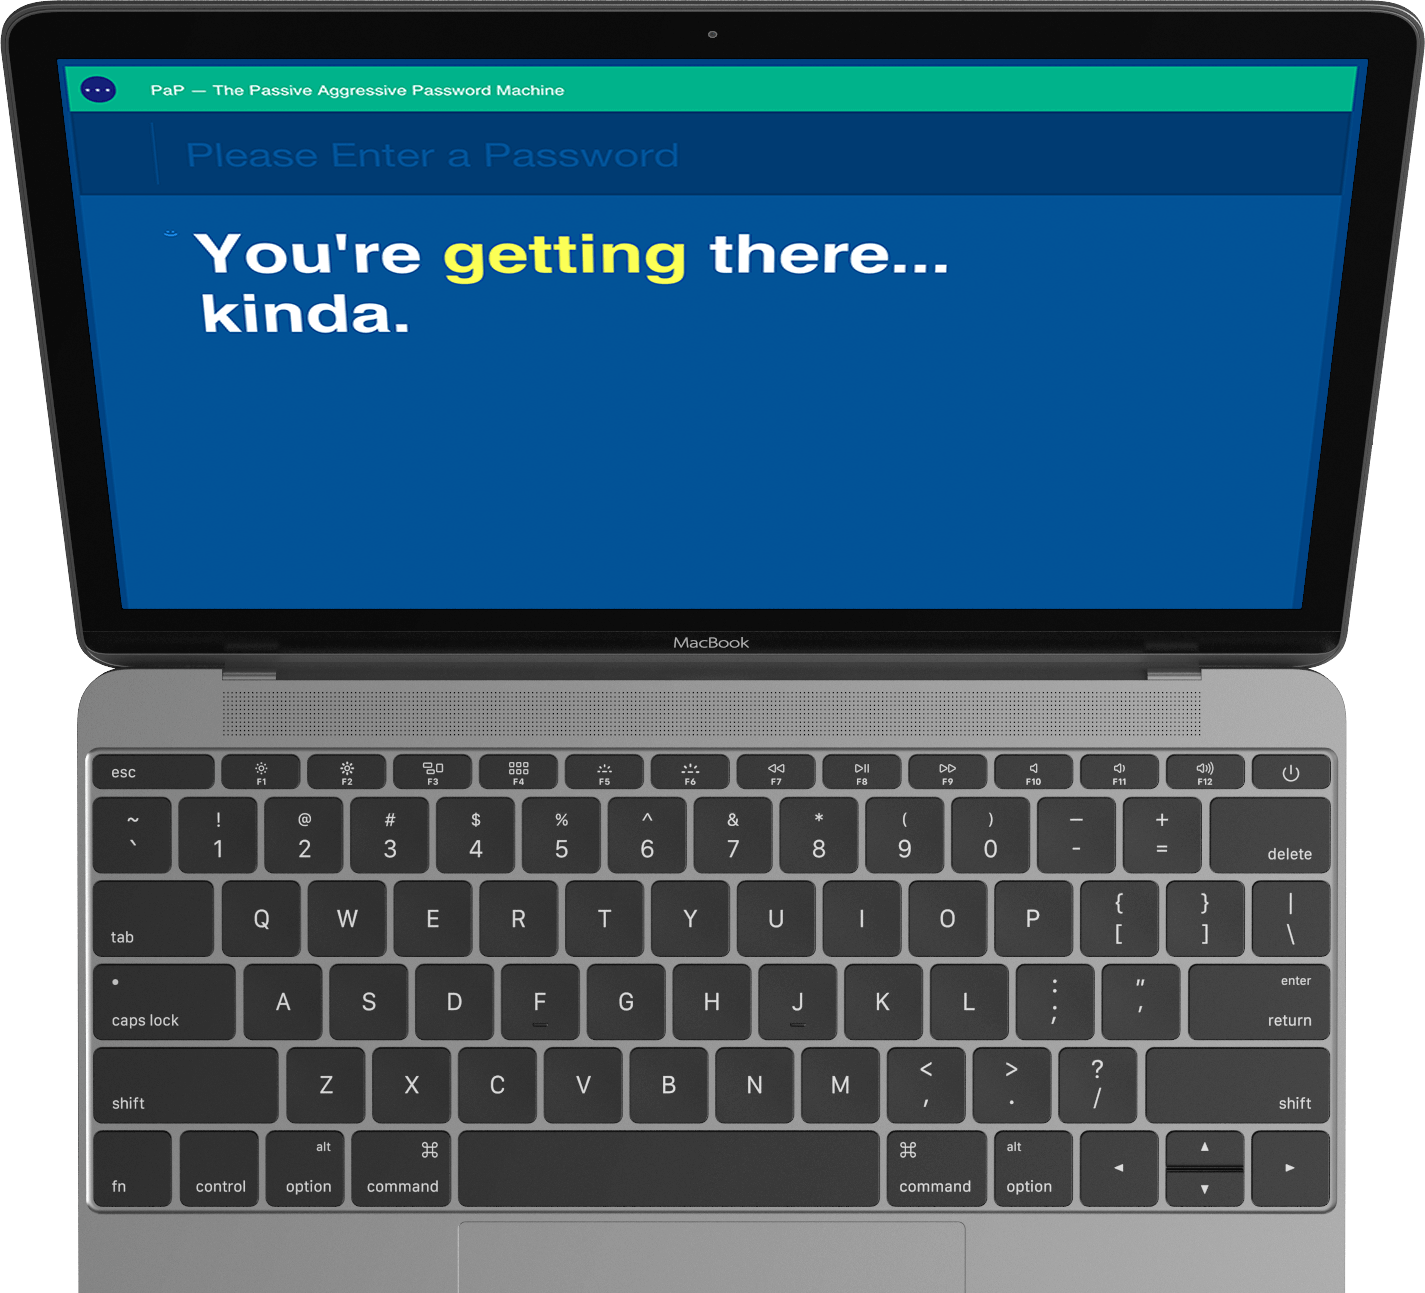 PaP — The Passive Aggressive Password Machine
Please Enter a Password
You're getting there...
kinda.
MacBook
esc F1 F2 F3 F4 F5 F6 F7 F8 F9 F10 F11 F12
~ ! @ # $ % ^ & * ( ) — +
` 1 2 3 4 5 6 7 8 9 0 - = delete
tab Q W E R T Y U I O P { [ } ] | \
caps lock A S D F G H J K L : ; " ' enter return
shift Z X C V B N M < , > . ? / shift
fn control alt option ⌘ command ⌘ command alt option ◄ ▲ ▼ ►